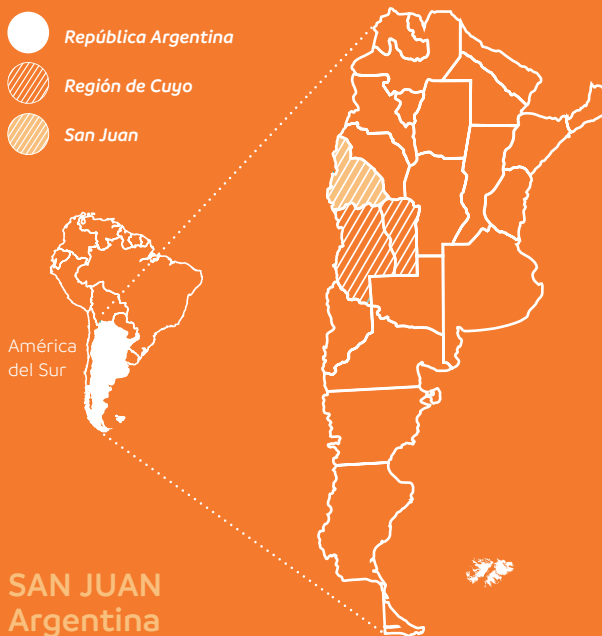 República Argentina
Región de Cuyo
San Juan
América
del Sur
SAN JUAN
Argentina